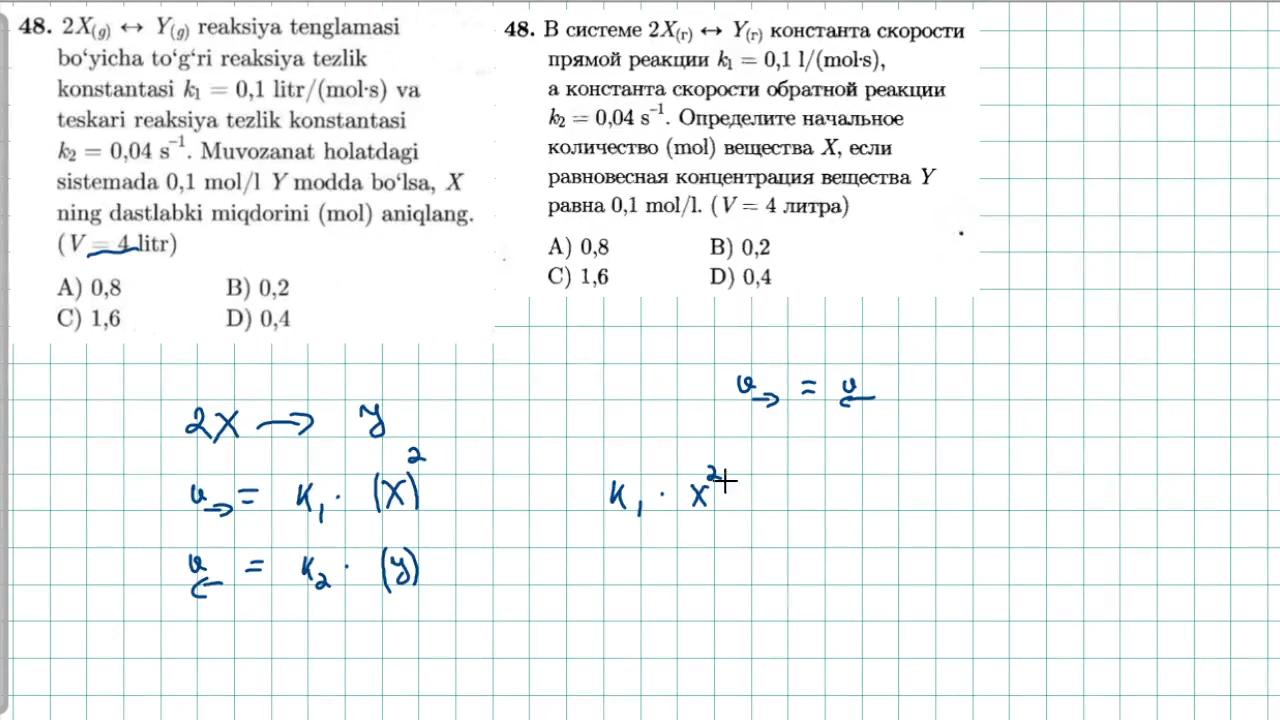 48. 2X(g) ↔ Y(g) reaksiya tenglamasi
bo‘yicha to‘g‘ri reaksiya tezlik
konstantasi k₁ = 0,1 litr/(mol·s) va
teskari reaksiya tezlik konstantasi
k₂ = 0,04 s⁻¹. Muvozanat holatdagi
sistemada 0,1 mol/l Y modda bo‘lsa, X
ning dastlabki miqdorini (mol) aniqlang.
(V = 4 litr)
A) 0,8 B) 0,2
C) 1,6 D) 0,4
48. В системе 2X(г) ↔ Y(г) константа скорости
прямой реакции k₁ = 0,1 l/(mol·s),
а константа скорости обратной реакции
k₂ = 0,04 s⁻¹. Определите начальное
количество (mol) вещества X, если
равновесная концентрация вещества Y
равна 0,1 mol/l. (V = 4 литра)
A) 0,8 B) 0,2
C) 1,6 D) 0,4
2X → y
v→ = K₁ · (X)²
v← = K₂ · (y)
v→ = v←
K₁ · x²